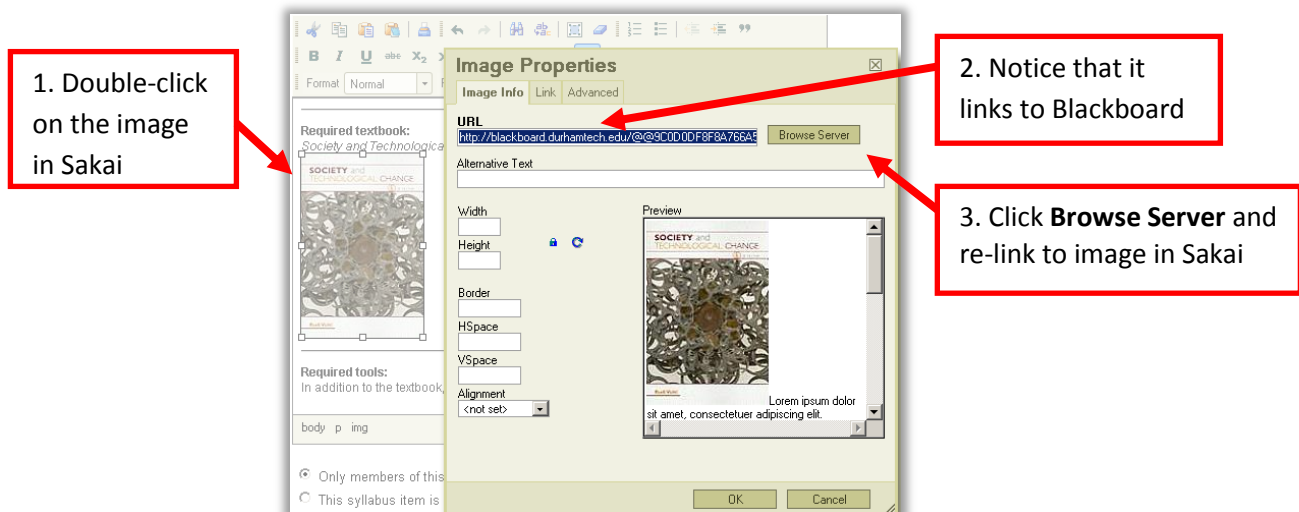 1. Double-click
on the image
in Sakai
B I U abc X2
Format Normal
Required textbook:
Society and Technologica
SOCIETY and
TECHNOLOGICAL CHANGE
Required tools:
In addition to the textbook,
body p img
Only members of this
This syllabus item is
Image Properties
Image Info Link Advanced
URL
http://blackboard.durhamtech.edu/@@9C0D0DF8F8A766A5 Browse Server
Alternative Text
Width
Height
Border
HSpace
VSpace
Alignment
<not set>
Preview
SOCIETY and
TECHNOLOGICAL CHANGE
Lorem ipsum dolor
sit amet, consectetuer adipiscing elit.
OK Cancel
2. Notice that it
links to Blackboard
3. Click Browse Server and
re-link to image in Sakai